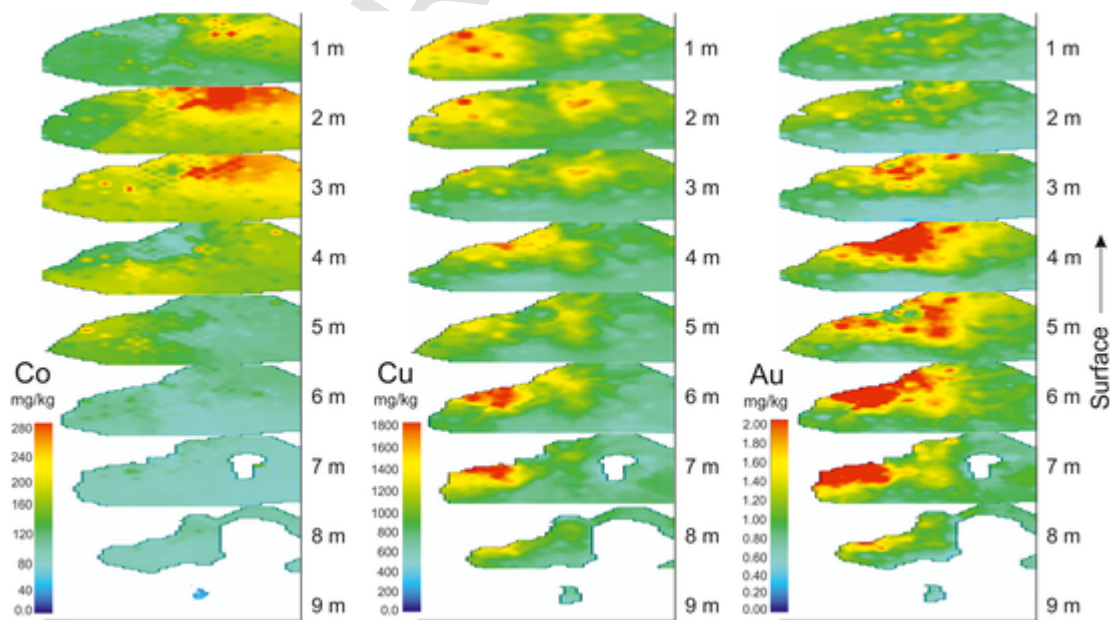 1 m
2 m
3 m
4 m
5 m
6 m
7 m
8 m
9 m
Co
mg/kg
280
240
200
160
120
80
40
0.0
1 m
2 m
3 m
4 m
5 m
6 m
7 m
8 m
9 m
Cu
mg/kg
1800
1600
1400
1200
1000
800
600
400
200
0.0
1 m
2 m
3 m
4 m
5 m
6 m
7 m
8 m
9 m
Au
mg/kg
2.00
1.80
1.60
1.40
1.20
1.00
0.80
0.60
0.40
0.20
0.00
Surface